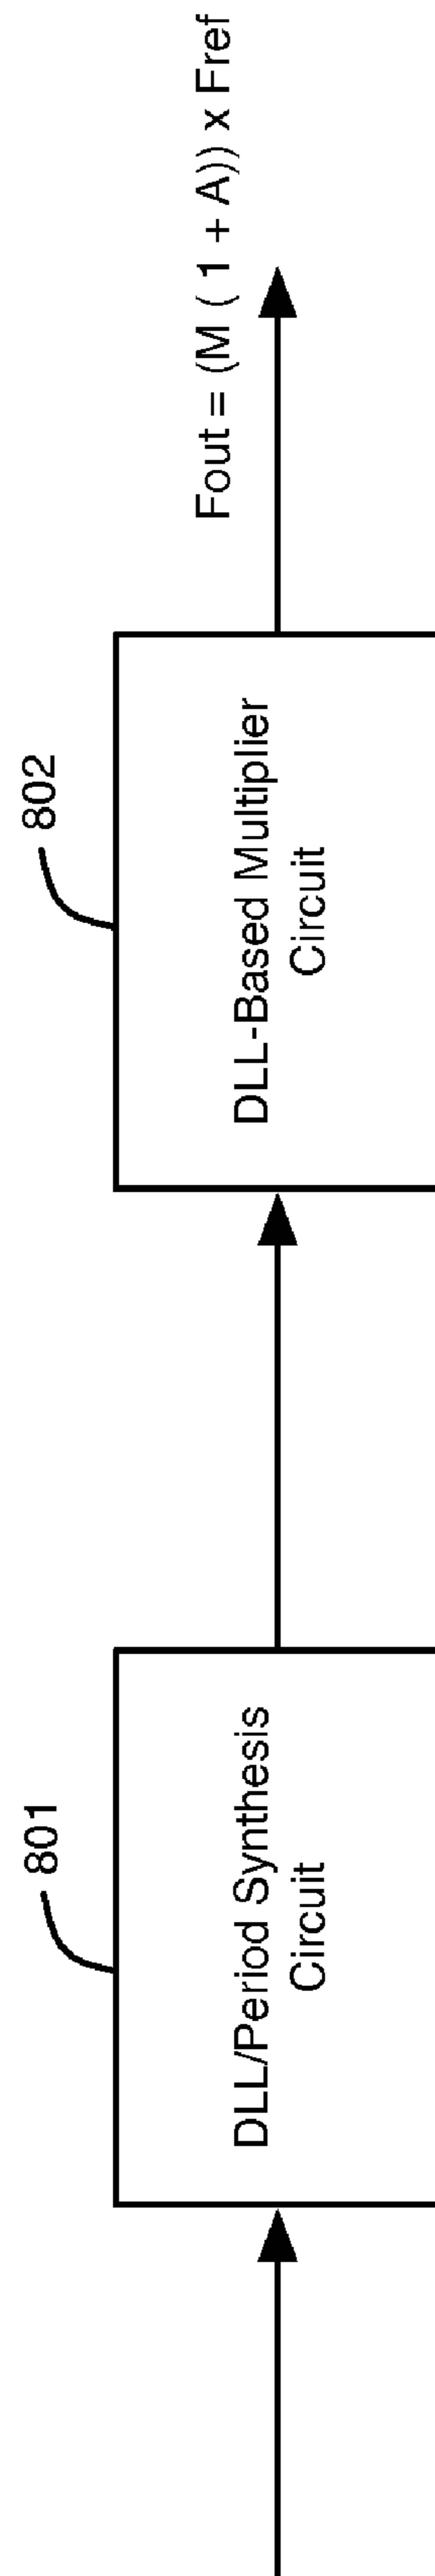 801
DLL/Period Synthesis
Circuit
802
DLL-Based Multiplier
Circuit
Fout = (M ( 1 + A)) x Fref